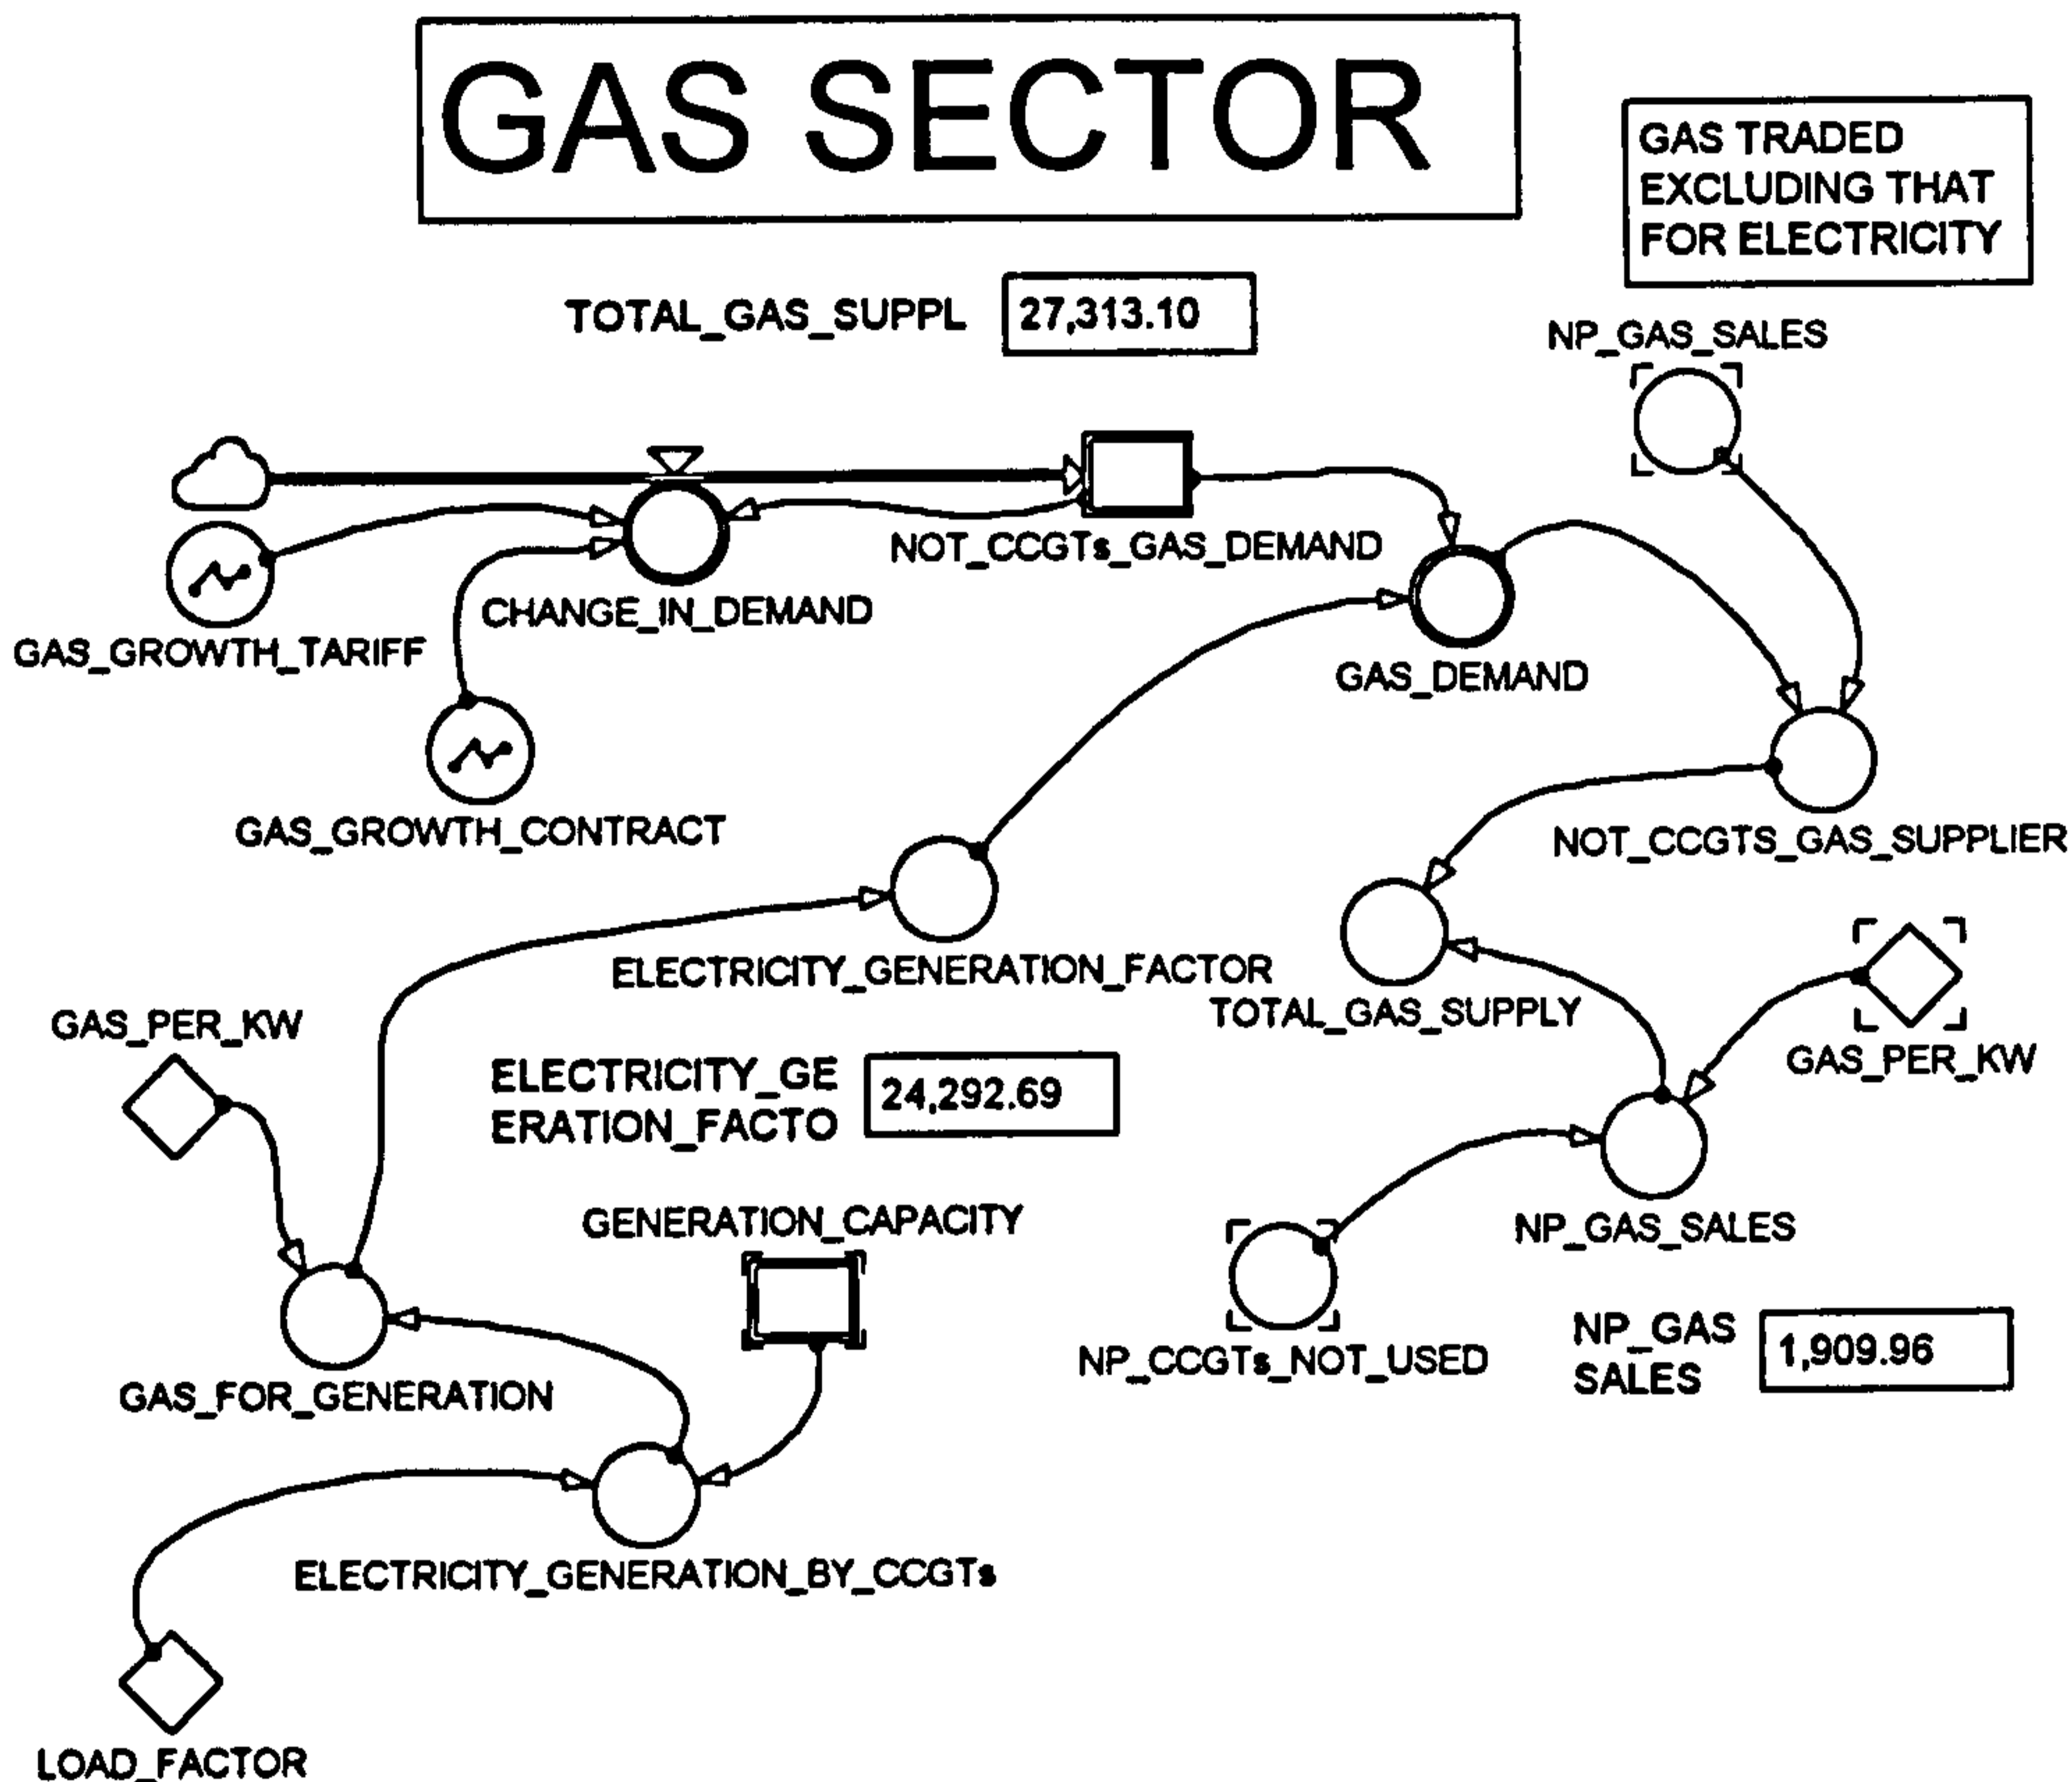 GAS SECTOR
GAS TRADED
EXCLUDING THAT
FOR ELECTRICITY
TOTAL_GAS_SUPPL 27,313.10
NP_GAS_SALES
NOT_CCGTs_GAS_DEMAND
CHANGE_IN_DEMAND
GAS_GROWTH_TARIFF
GAS_DEMAND
GAS_GROWTH_CONTRACT
NOT_CCGTS_GAS_SUPPLIER
ELECTRICITY_GENERATION_FACTOR
TOTAL_GAS_SUPPLY
GAS_PER_KW
GAS_PER_KW
ELECTRICITY_GE
ERATION_FACTO
24,292.69
GENERATION_CAPACITY
NP_GAS_SALES
NP_CCGTs_NOT_USED
NP_GAS
SALES
1,909.96
GAS_FOR_GENERATION
ELECTRICITY_GENERATION_BY_CCGTs
LOAD_FACTOR